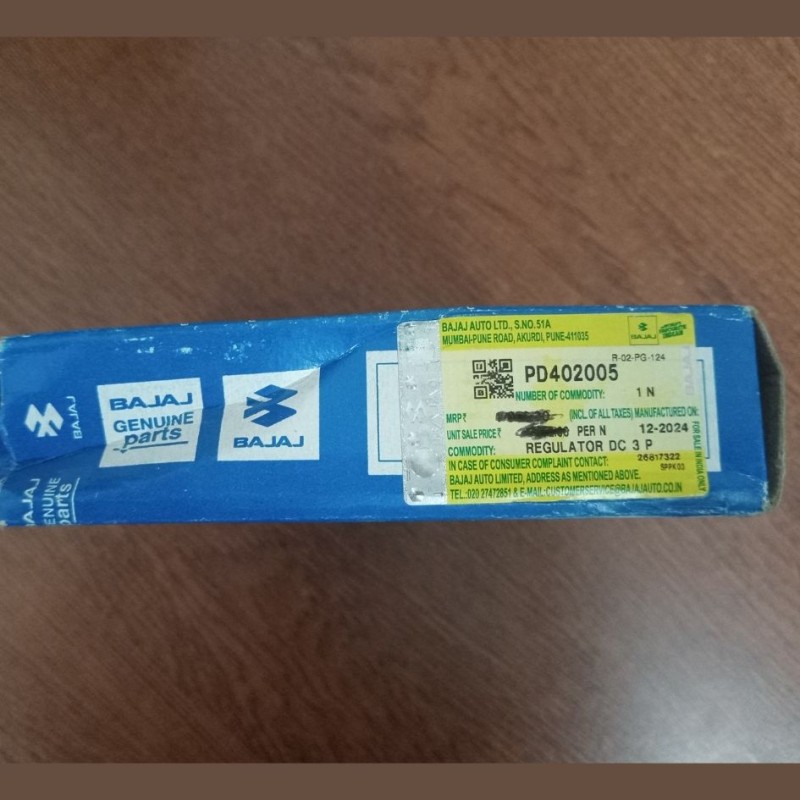 BAJAJ
BAJAJ
GENUINE
parts
BAJAJ
BAJAJ
GENUINE
parts
BAJAJ AUTO LTD., S.NO.51A
MUMBAI-PUNE ROAD, AKURDI, PUNE-411035
BAJAJ
R-02-PG-124
PD402005
NUMBER OF COMMODITY: 1 N
MRP₹ (INCL. OF ALL TAXES) MANUFACTURED ON:
UNIT SALE PRICE ₹ PER N 12-2024
COMMODITY: REGULATOR DC 3 P
IN CASE OF CONSUMER COMPLAINT CONTACT: 26817322
BAJAJ AUTO LIMITED, ADDRESS AS MENTIONED ABOVE. SPPK03
TEL.:020 27472851 & E-MAIL:CUSTOMERSERVICE@BAJAJAUTO.CO.IN
FOR SALE IN INDIA ONLY